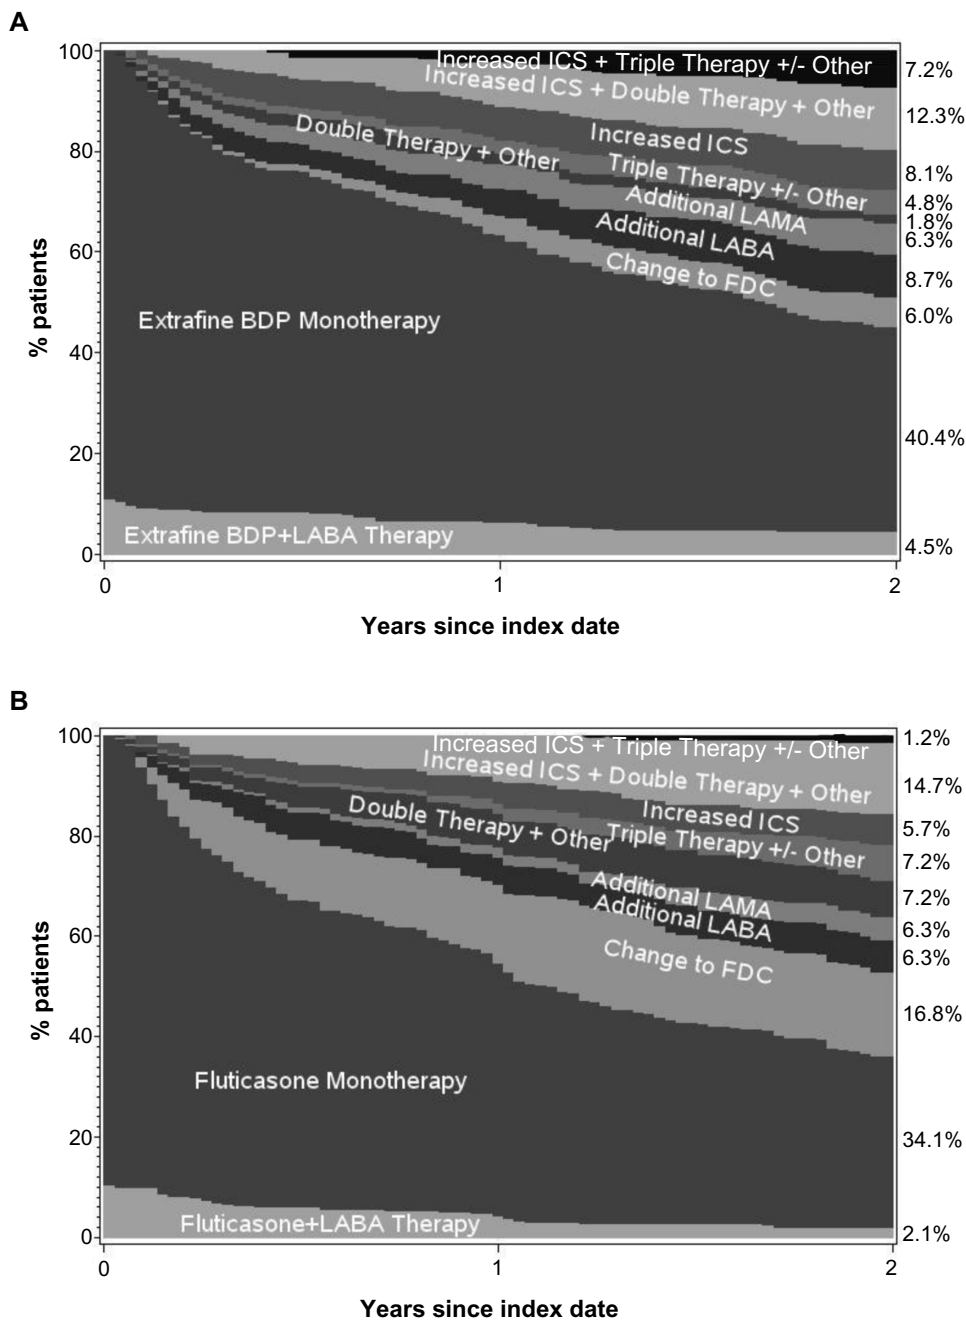 A
100
80
60
40
20
0
% patients
Increased ICS + Triple Therapy +/- Other
Increased ICS + Double Therapy + Other
Increased ICS
Double Therapy + Other
Triple Therapy +/- Other
Additional LAMA
Additional LABA
Change to FDC
Extrafine BDP Monotherapy
Extrafine BDP+LABA Therapy
7.2%
12.3%
8.1%
4.8%
1.8%
6.3%
8.7%
6.0%
40.4%
4.5%
0 1 2
Years since index date
B
100
80
60
40
20
0
% patients
Increased ICS + Triple Therapy +/- Other
Increased ICS + Double Therapy + Other
Increased ICS
Double Therapy + Other
Triple Therapy +/- Other
Additional LAMA
Additional LABA
Change to FDC
Fluticasone Monotherapy
Fluticasone+LABA Therapy
1.2%
14.7%
5.7%
7.2%
7.2%
6.3%
6.3%
16.8%
34.1%
2.1%
0 1 2
Years since index date